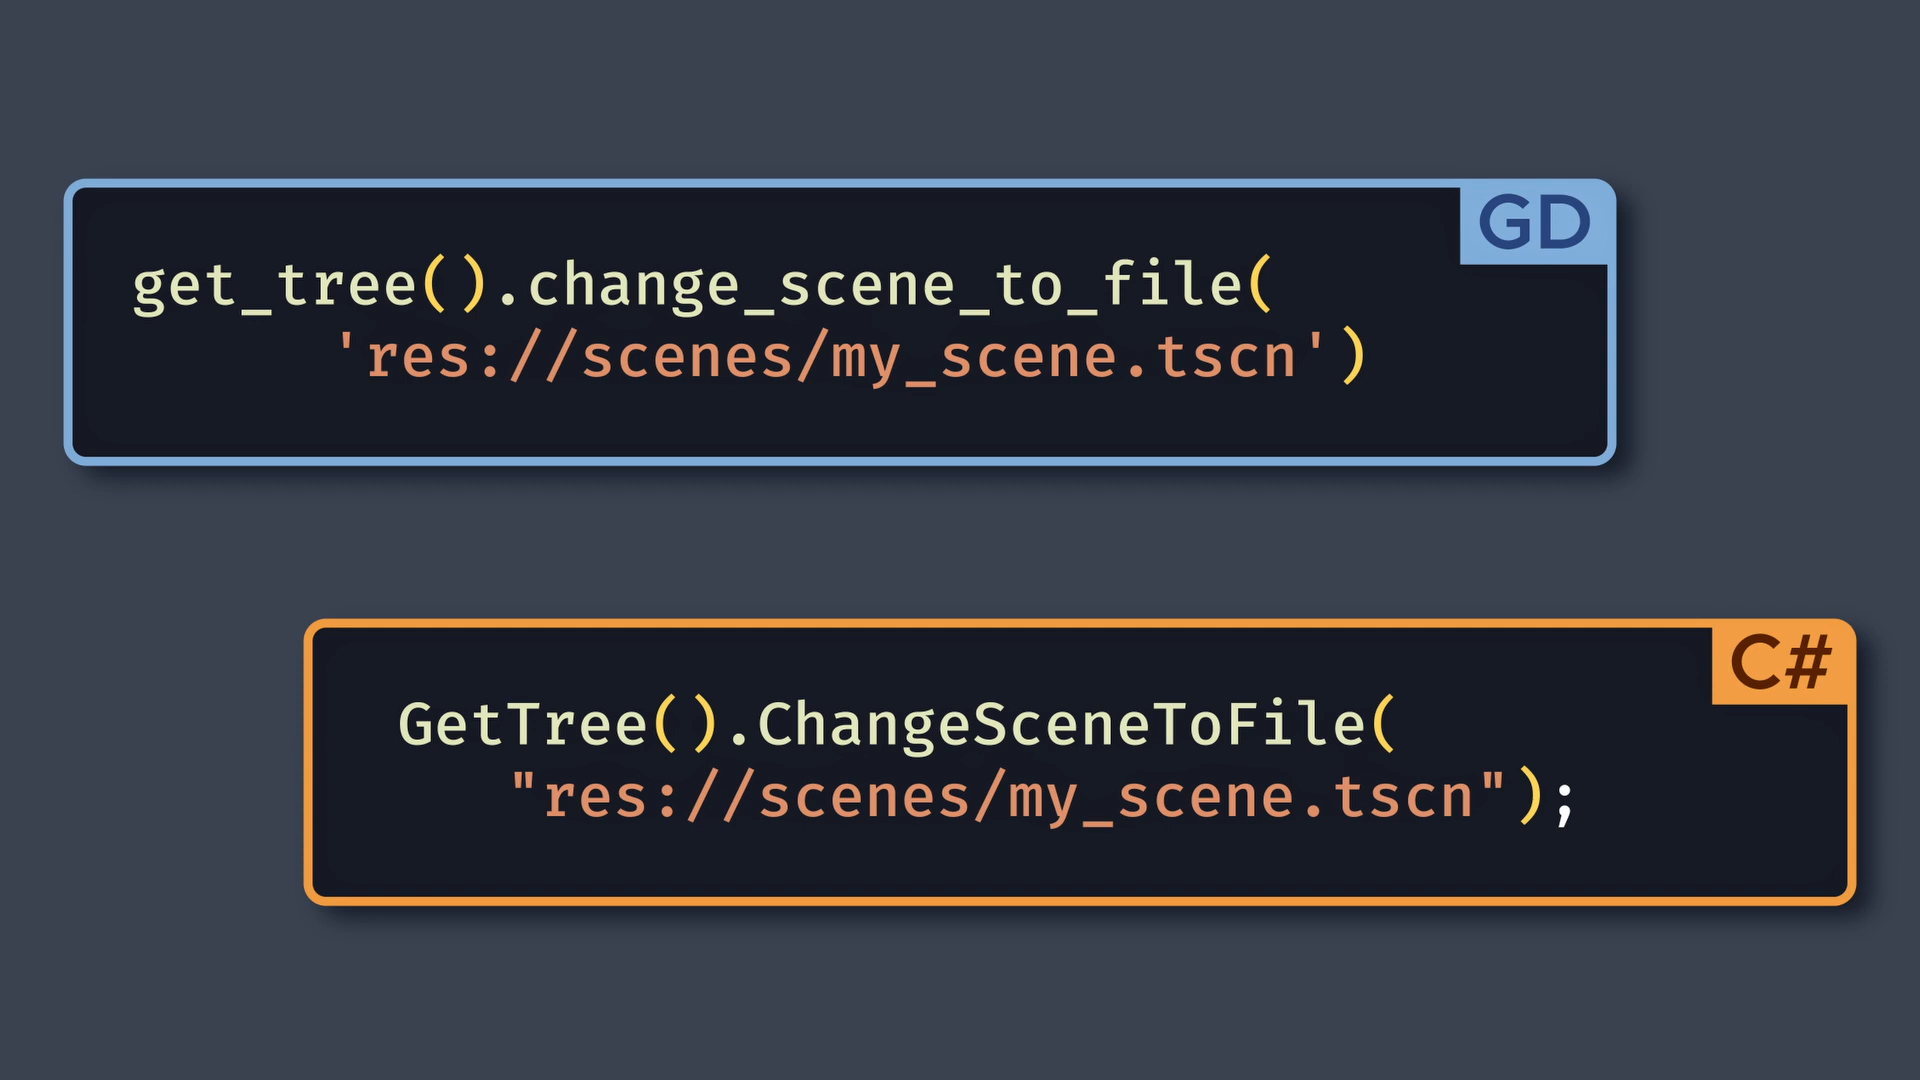 GD
get_tree().change_scene_to_file(
'res://scenes/my_scene.tscn')
C#
GetTree().ChangeSceneToFile(
"res://scenes/my_scene.tscn");